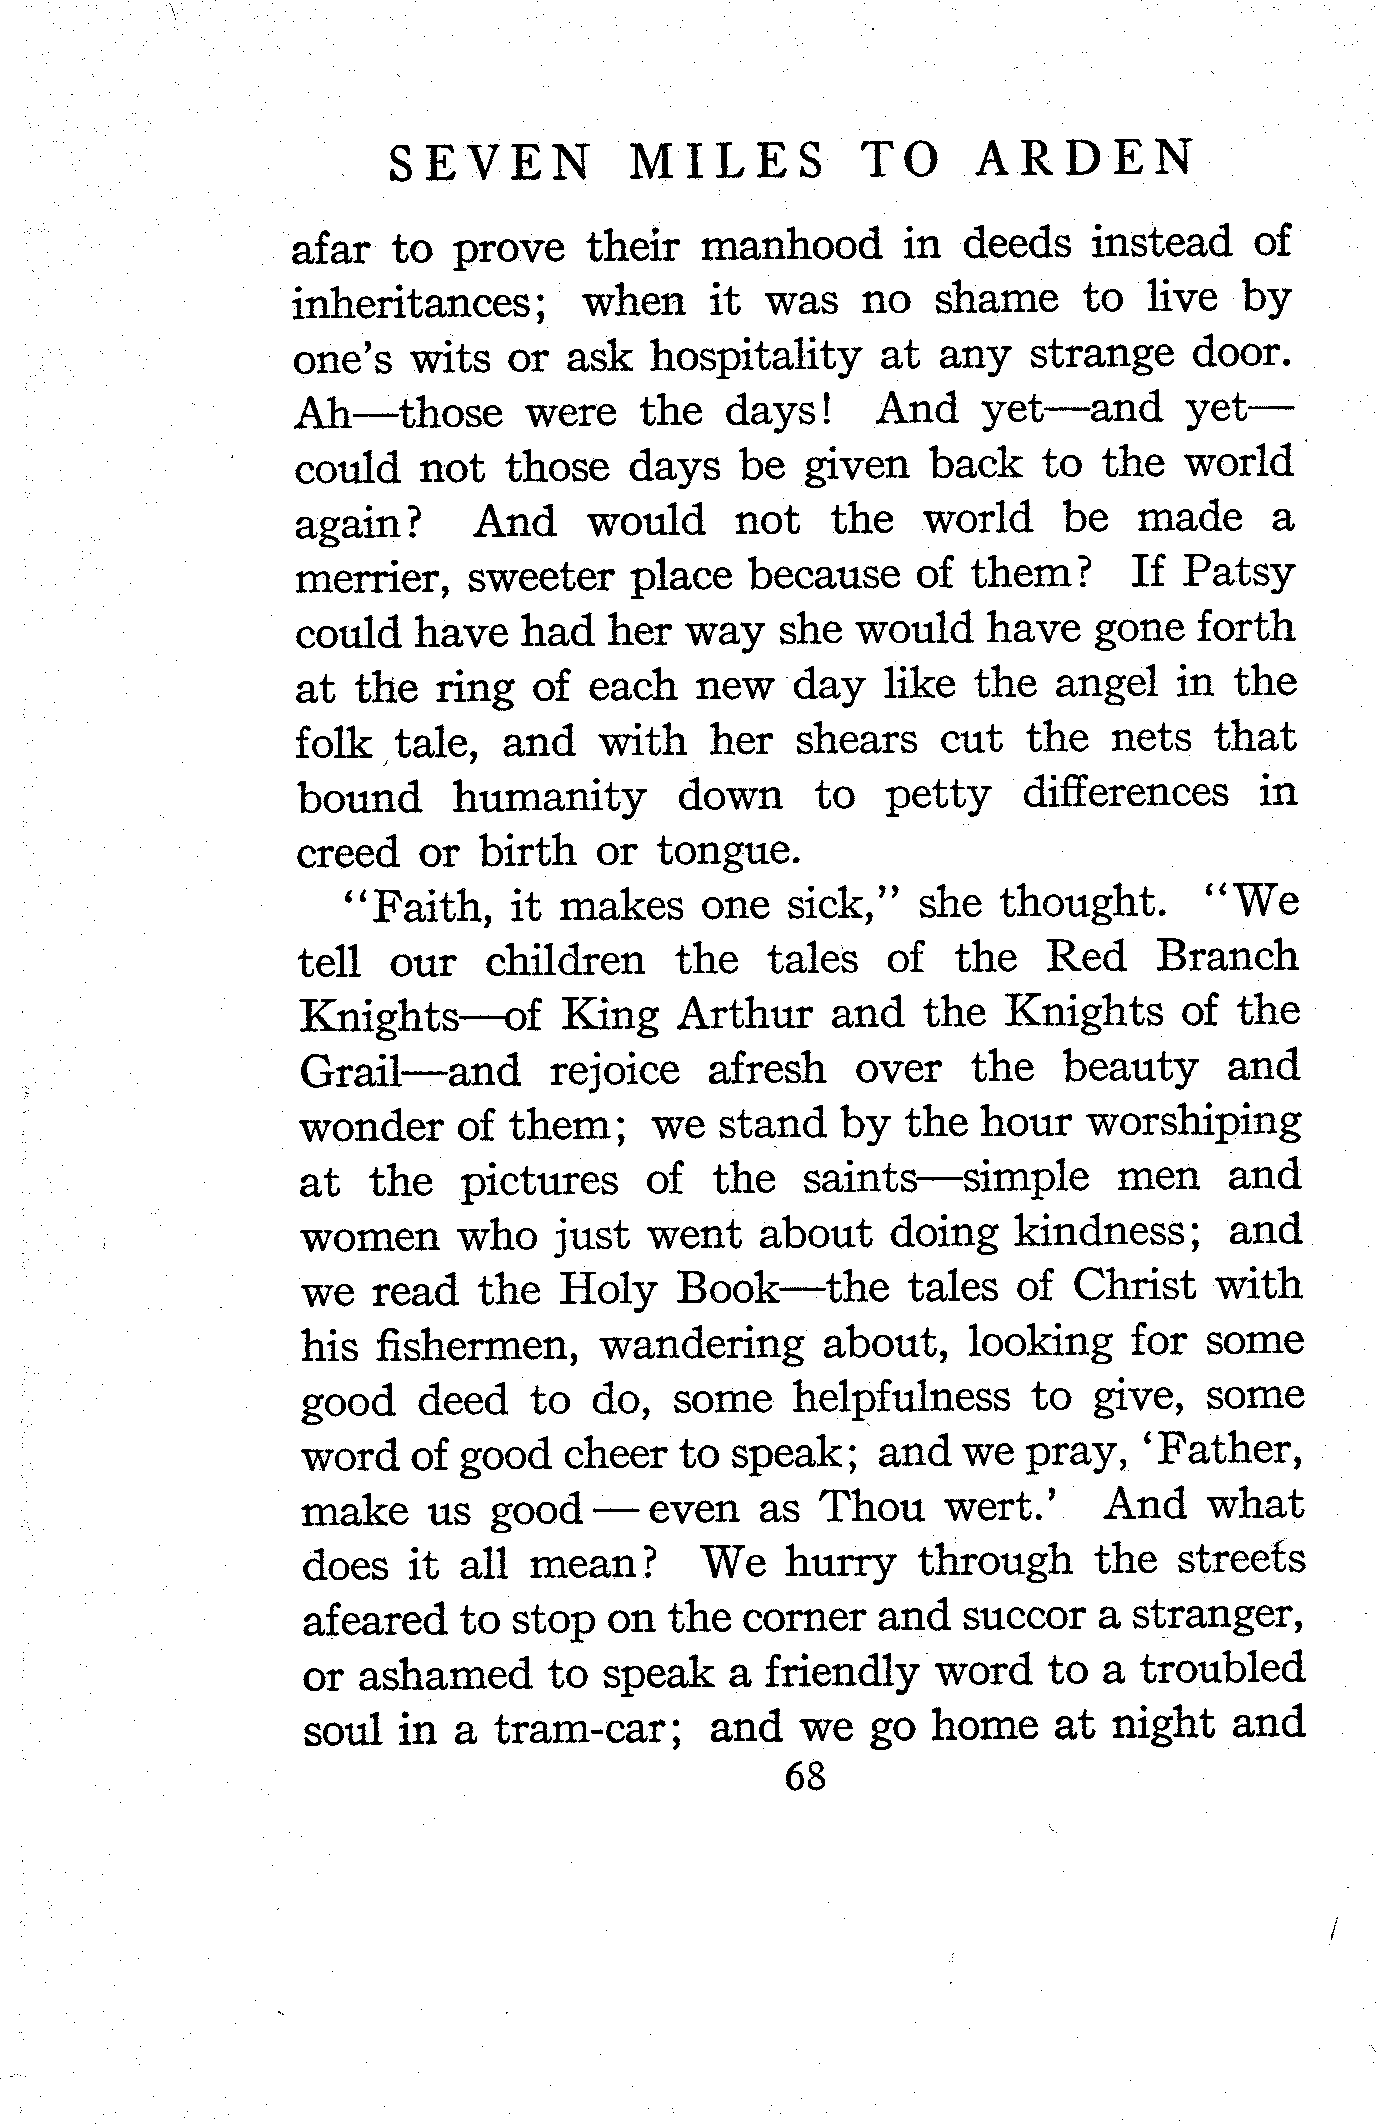 SEVEN MILES TO ARDEN
afar to prove their manhood in deeds instead of
inheritances; when it was no shame to live by
one's wits or ask hospitality at any strange door.
Ah—those were the days! And yet—and yet—
could not those days be given back to the world
again? And would not the world be made a
merrier, sweeter place because of them? If Patsy
could have had her way she would have gone forth
at the ring of each new day like the angel in the
folk tale, and with her shears cut the nets that
bound humanity down to petty differences in
creed or birth or tongue.
“Faith, it makes one sick,” she thought. “We
tell our children the tales of the Red Branch
Knights—of King Arthur and the Knights of the
Grail—and rejoice afresh over the beauty and
wonder of them; we stand by the hour worshiping
at the pictures of the saints—simple men and
women who just went about doing kindness; and
we read the Holy Book—the tales of Christ with
his fishermen, wandering about, looking for some
good deed to do, some helpfulness to give, some
word of good cheer to speak; and we pray, ‘Father,
make us good — even as Thou wert.’ And what
does it all mean? We hurry through the streets
afeared to stop on the corner and succor a stranger,
or ashamed to speak a friendly word to a troubled
soul in a tram-car; and we go home at night and
68